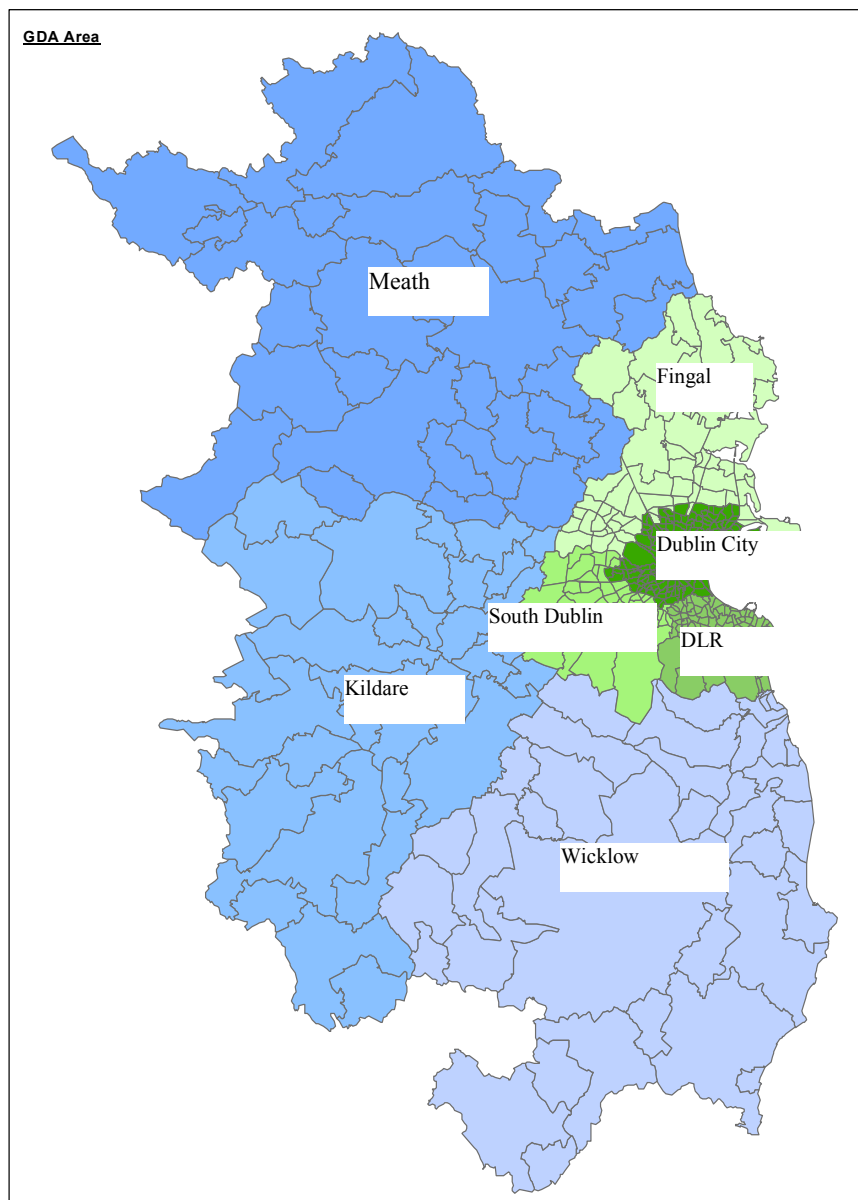 GDA Area
Meath
Fingal
Dublin City
South Dublin
DLR
Kildare
Wicklow